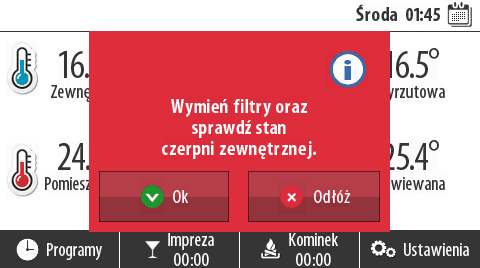 Środa 01:45
16.
6.5°
Zewnę
yrzutowa
Wymień filtry oraz
sprawdź stan
czerpni zewnętrznej.
24.
25.4°
Pomiesz
wiewana
Ok
Odłóż
Programy
Impreza
00:00
Kominek
00:00
Ustawienia